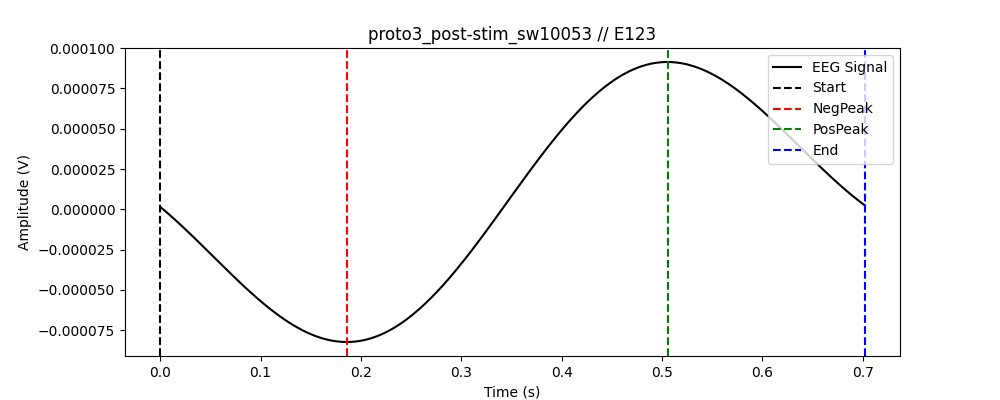 proto3_post-stim_sw10053 // E123
0.000100
0.000075
0.000050
0.000025
0.000000
−0.000025
−0.000050
−0.000075
Amplitude (V)
EEG Signal
Start
NegPeak
PosPeak
End
0.0 0.1 0.2 0.3 0.4 0.5 0.6 0.7
Time (s)